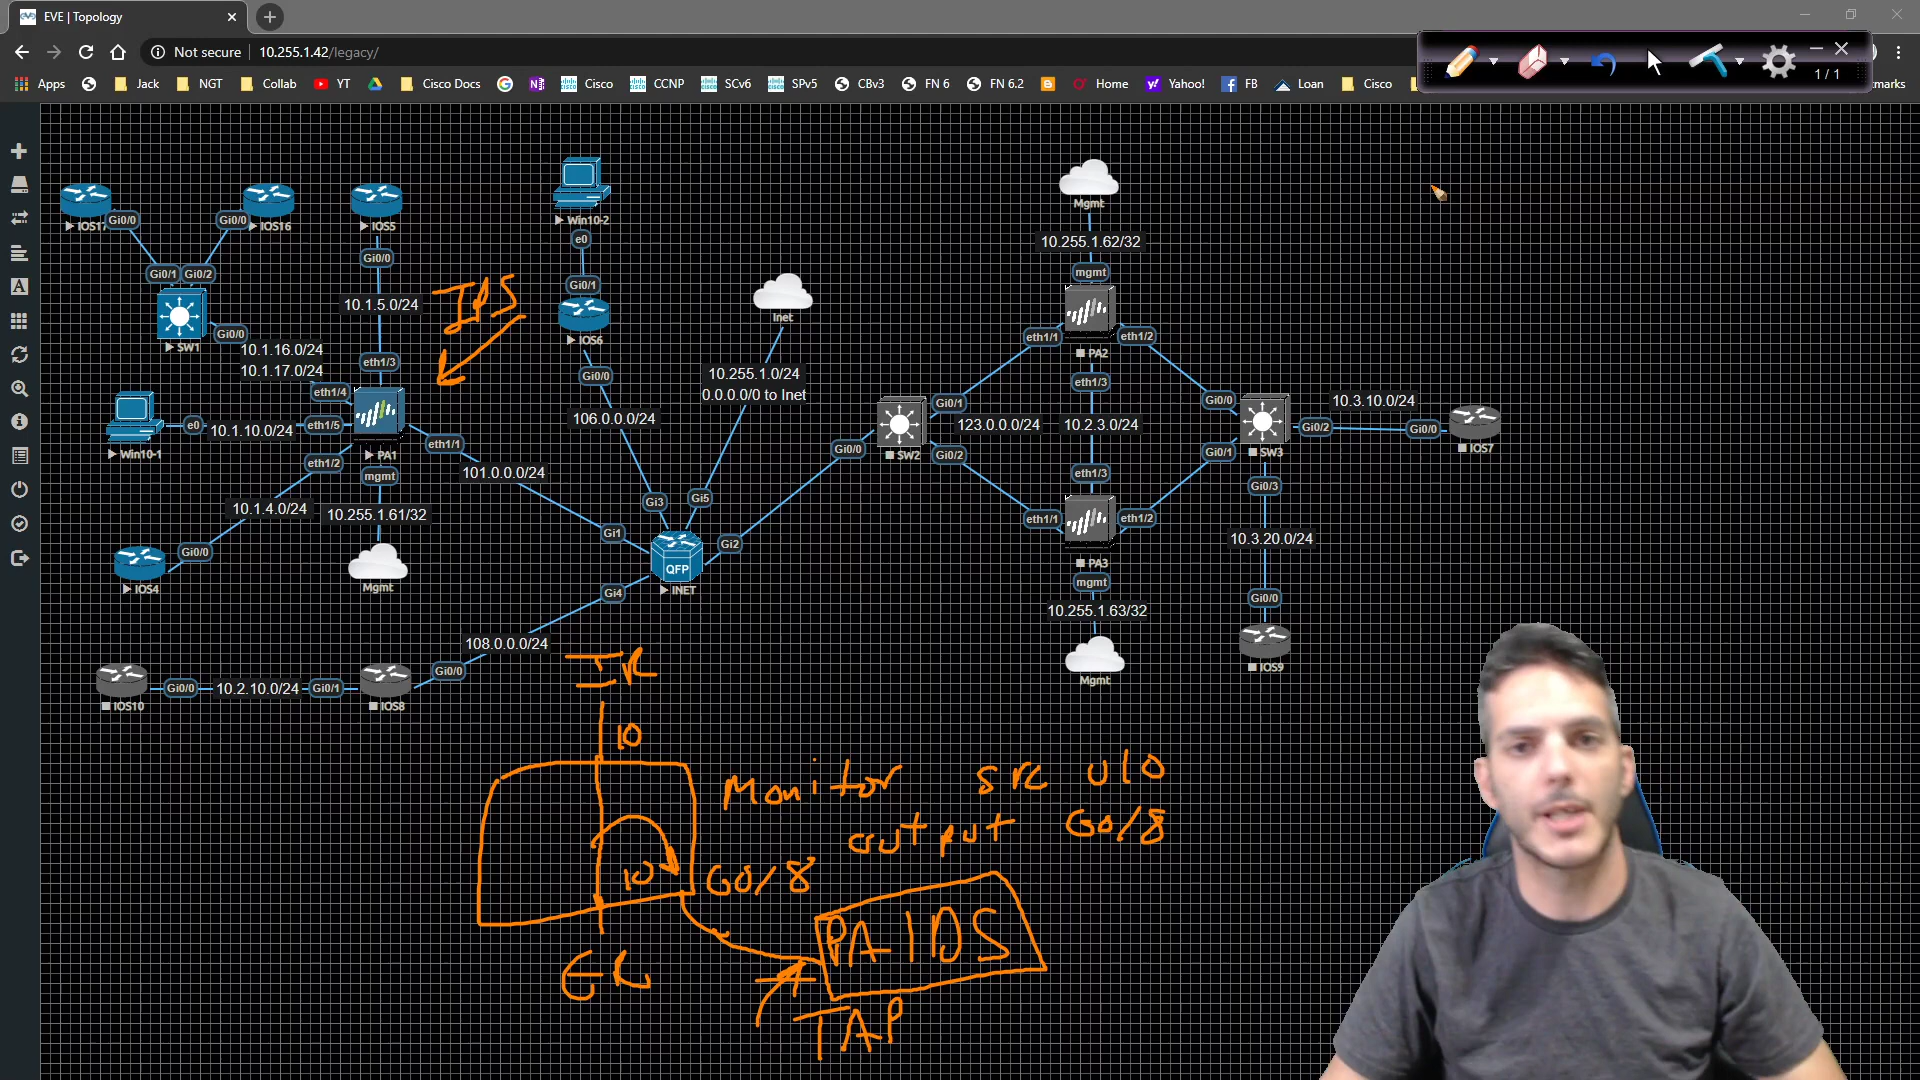 EVE | Topology
Not secure | 10.255.1.42/legacy/
1 / 1
Apps Jack NGT Collab YT Cisco Docs Cisco CCNP SCv6 SPv5 CBv3 FN 6 FN 6.2 Home Yahoo! FB Loan Cisco marks
Mgmt
10.255.1.62/32
mgmt
IOS17 Gi0/0 Gi0/0 IOS16 IOS5 Win10-2
e0
Gi0/0
Gi0/1 Gi0/2 Gi0/1
10.1.5.0/24 IPS
Inet
SW1 Gi0/0 IOS6
10.1.16.0/24
10.1.17.0/24
eth1/3
Gi0/0
106.0.0.0/24
10.255.1.0/24
0.0.0.0/0 to Inet
eth1/4
Win10-1 e0 10.1.10.0/24 eth1/5 PA1 eth1/1
eth1/2
mgmt
101.0.0.0/24
10.1.4.0/24
10.255.1.61/32
Gi0/0
IOS4
Mgmt
Gi3 Gi5
Gi1 Gi2
QFP
INET
Gi4
eth1/1 eth1/2
PA2
eth1/3
Gi0/1
Gi0/0 SW2 Gi0/2
123.0.0.0/24 10.2.3.0/24
eth1/3
eth1/1 eth1/2
PA3
mgmt
10.255.1.63/32
Mgmt
Gi0/0
10.3.10.0/24
Gi0/2 Gi0/0 IOS7
SW3
Gi0/1
Gi0/3
10.3.20.0/24
Gi0/0
IOS9
108.0.0.0/24
IOS10 Gi0/0 10.2.10.0/24 Gi0/1 IOS8 Gi0/0
10
Monitor src v10
output G0/8
10 G0/8
PA IDS
TAP